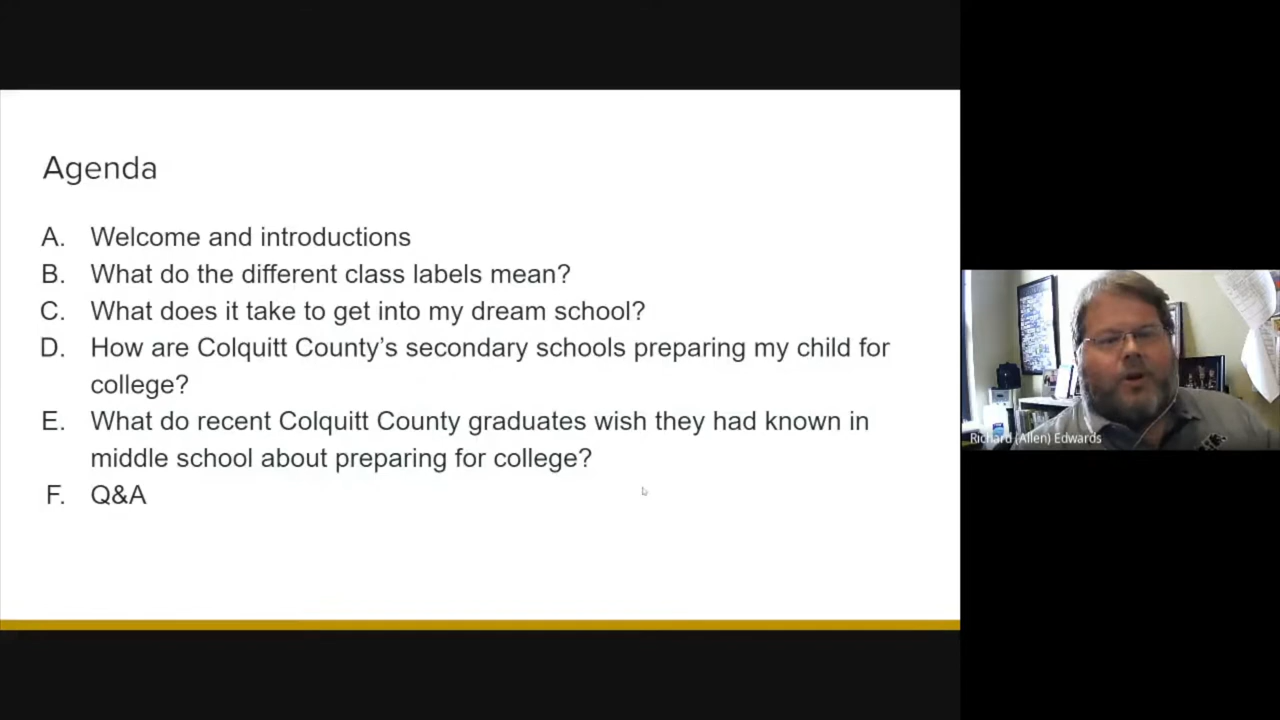 Agenda
A. Welcome and introductions
B. What do the different class labels mean?
C. What does it take to get into my dream school?
D. How are Colquitt County’s secondary schools preparing my child for
college?
E. What do recent Colquitt County graduates wish they had known in
middle school about preparing for college?
F. Q&A
Richard (Allen) Edwards